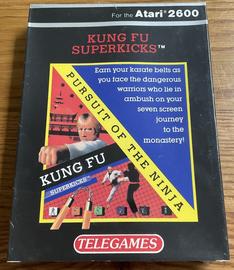 For the Atari® 2600
KUNG FU
SUPERKICKS™
Earn your karate belts as
you face the dangerous
warriors who lie in
ambush on your
seven screen
journey
to the
monastery!
PURSUIT OF THE NINJA
KUNG FU
SUPERKICKS™
TELEGAMES